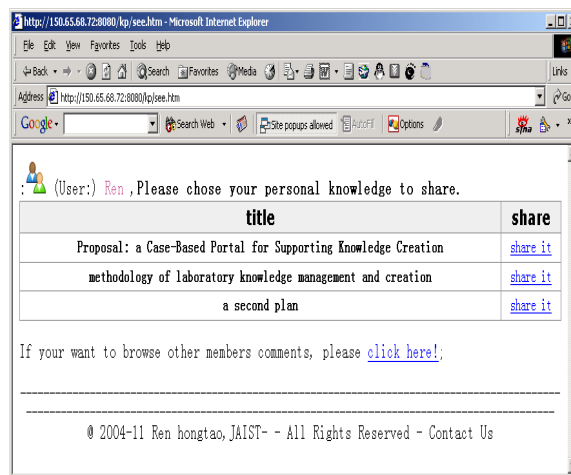 http://150.65.68.72:8080/kp/see.htm - Microsoft Internet Explorer
File Edit View Favorites Tools Help
Back Search Favorites Media Links
Address http://150.65.68.72:8080/kp/see.htm Go
Google Search Web Site popups allowed AutoFill Options sina
: (User:) Ren ,Please chose your personal knowledge to share.
title share
Proposal: a Case-Based Portal for Supporting Knowledge Creation share it
methodology of laboratory knowledge management and creation share it
a second plan share it
If your want to browse other members comments, please click here!;
@ 2004-11 Ren hongtao,JAIST- - All Rights Reserved - Contact Us